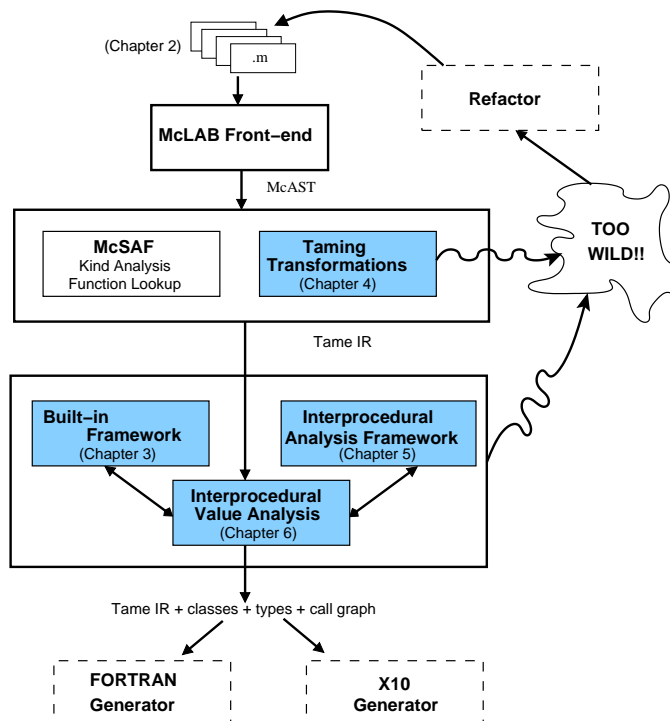 (Chapter 2)
.m
Refactor
McLAB Front−end
McAST
TOO
WILD!!
McSAF
Kind Analysis
Function Lookup
Taming
Transformations
(Chapter 4)
Tame IR
Built−in
Framework
(Chapter 3)
Interprocedural
Analysis Framework
(Chapter 5)
Interprocedural
Value Analysis
(Chapter 6)
Tame IR + classes + types + call graph
FORTRAN
Generator
X10
Generator